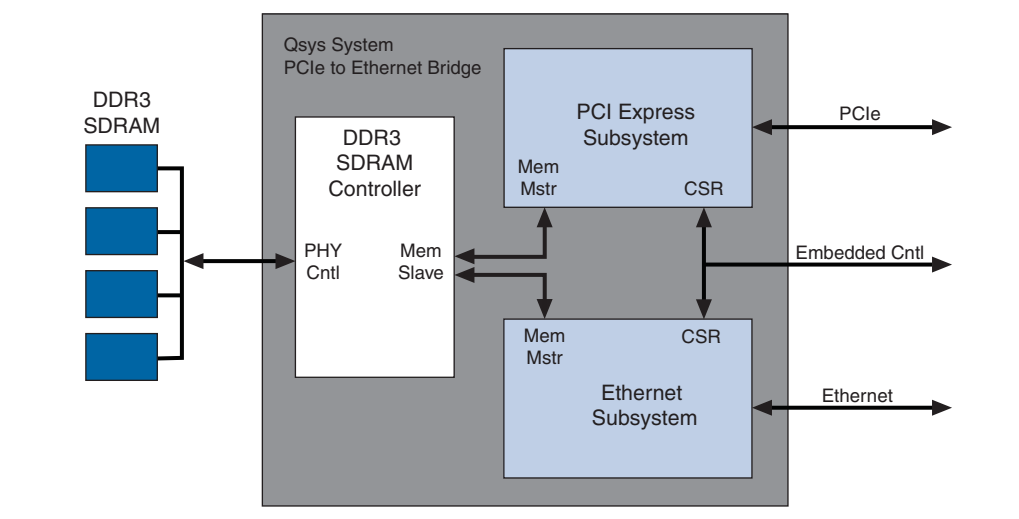 Qsys System
PCIe to Ethernet Bridge
DDR3
SDRAM
DDR3
SDRAM
Controller
PHY
Cntl
Mem
Slave
PCI Express
Subsystem
Mem
Mstr
CSR
PCIe
Embedded Cntl
Mem
Mstr
CSR
Ethernet
Subsystem
Ethernet